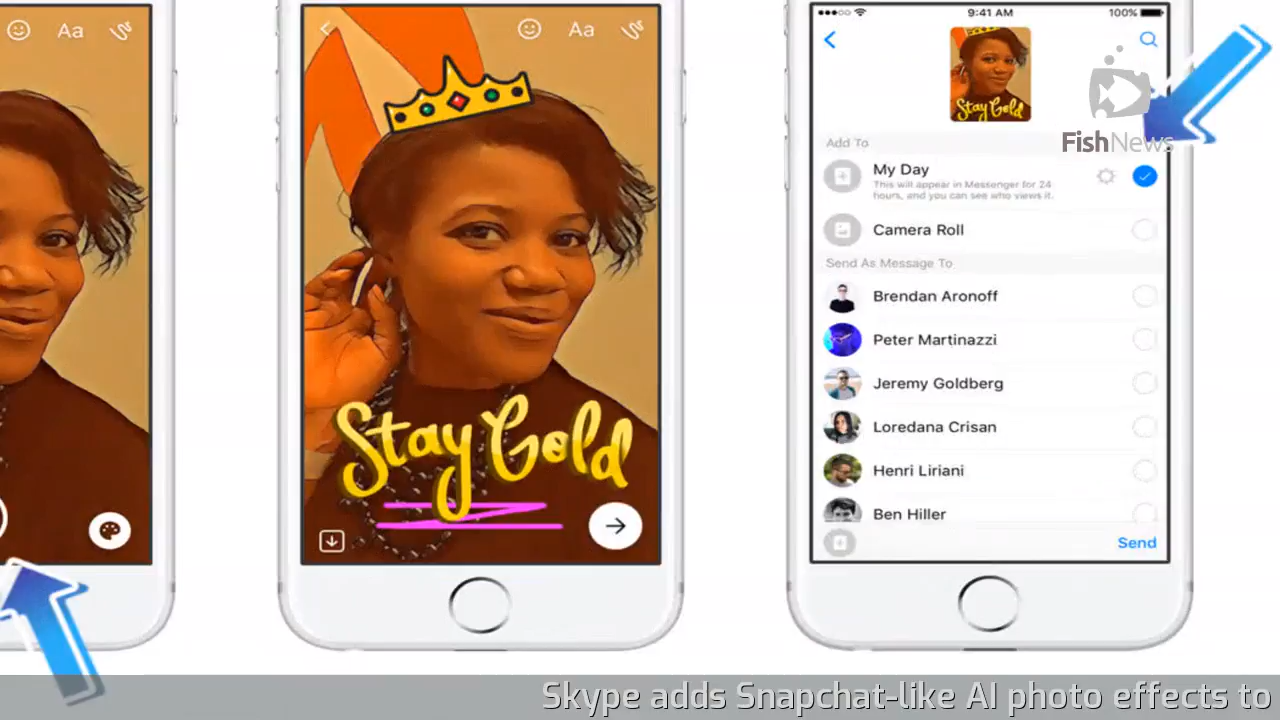 Aa
Aa
Stay Gold
9:41 AM
100%
Stay Gold
FishNews
Add To
My Day
This will appear in Messenger for 24
hours, and you can see who views it.
Camera Roll
Send As Message To
Brendan Aronoff
Peter Martinazzi
Jeremy Goldberg
Loredana Crisan
Henri Liriani
Ben Hiller
Send
Skype adds Snapchat-like AI photo effects to